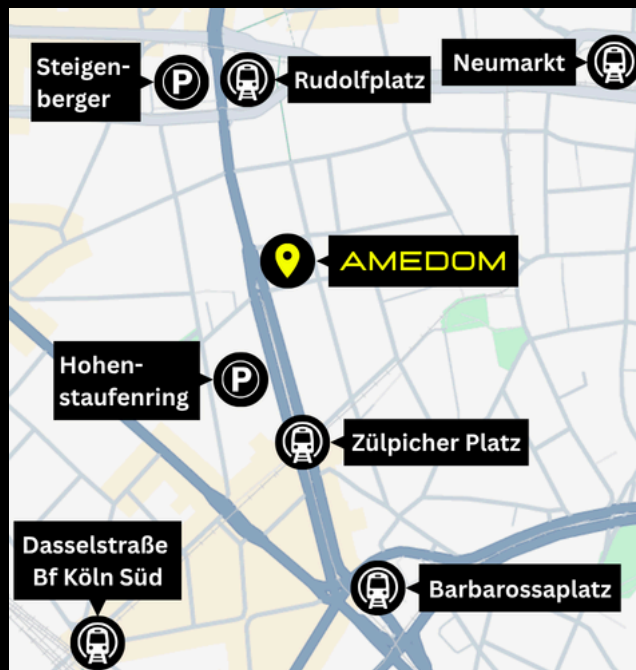 Steigen-
berger
P
Rudolfplatz
Neumarkt
AMEDOM
Hohen-
staufenring
P
Zülpicher Platz
Dasselstraße
Bf Köln Süd
Barbarossaplatz